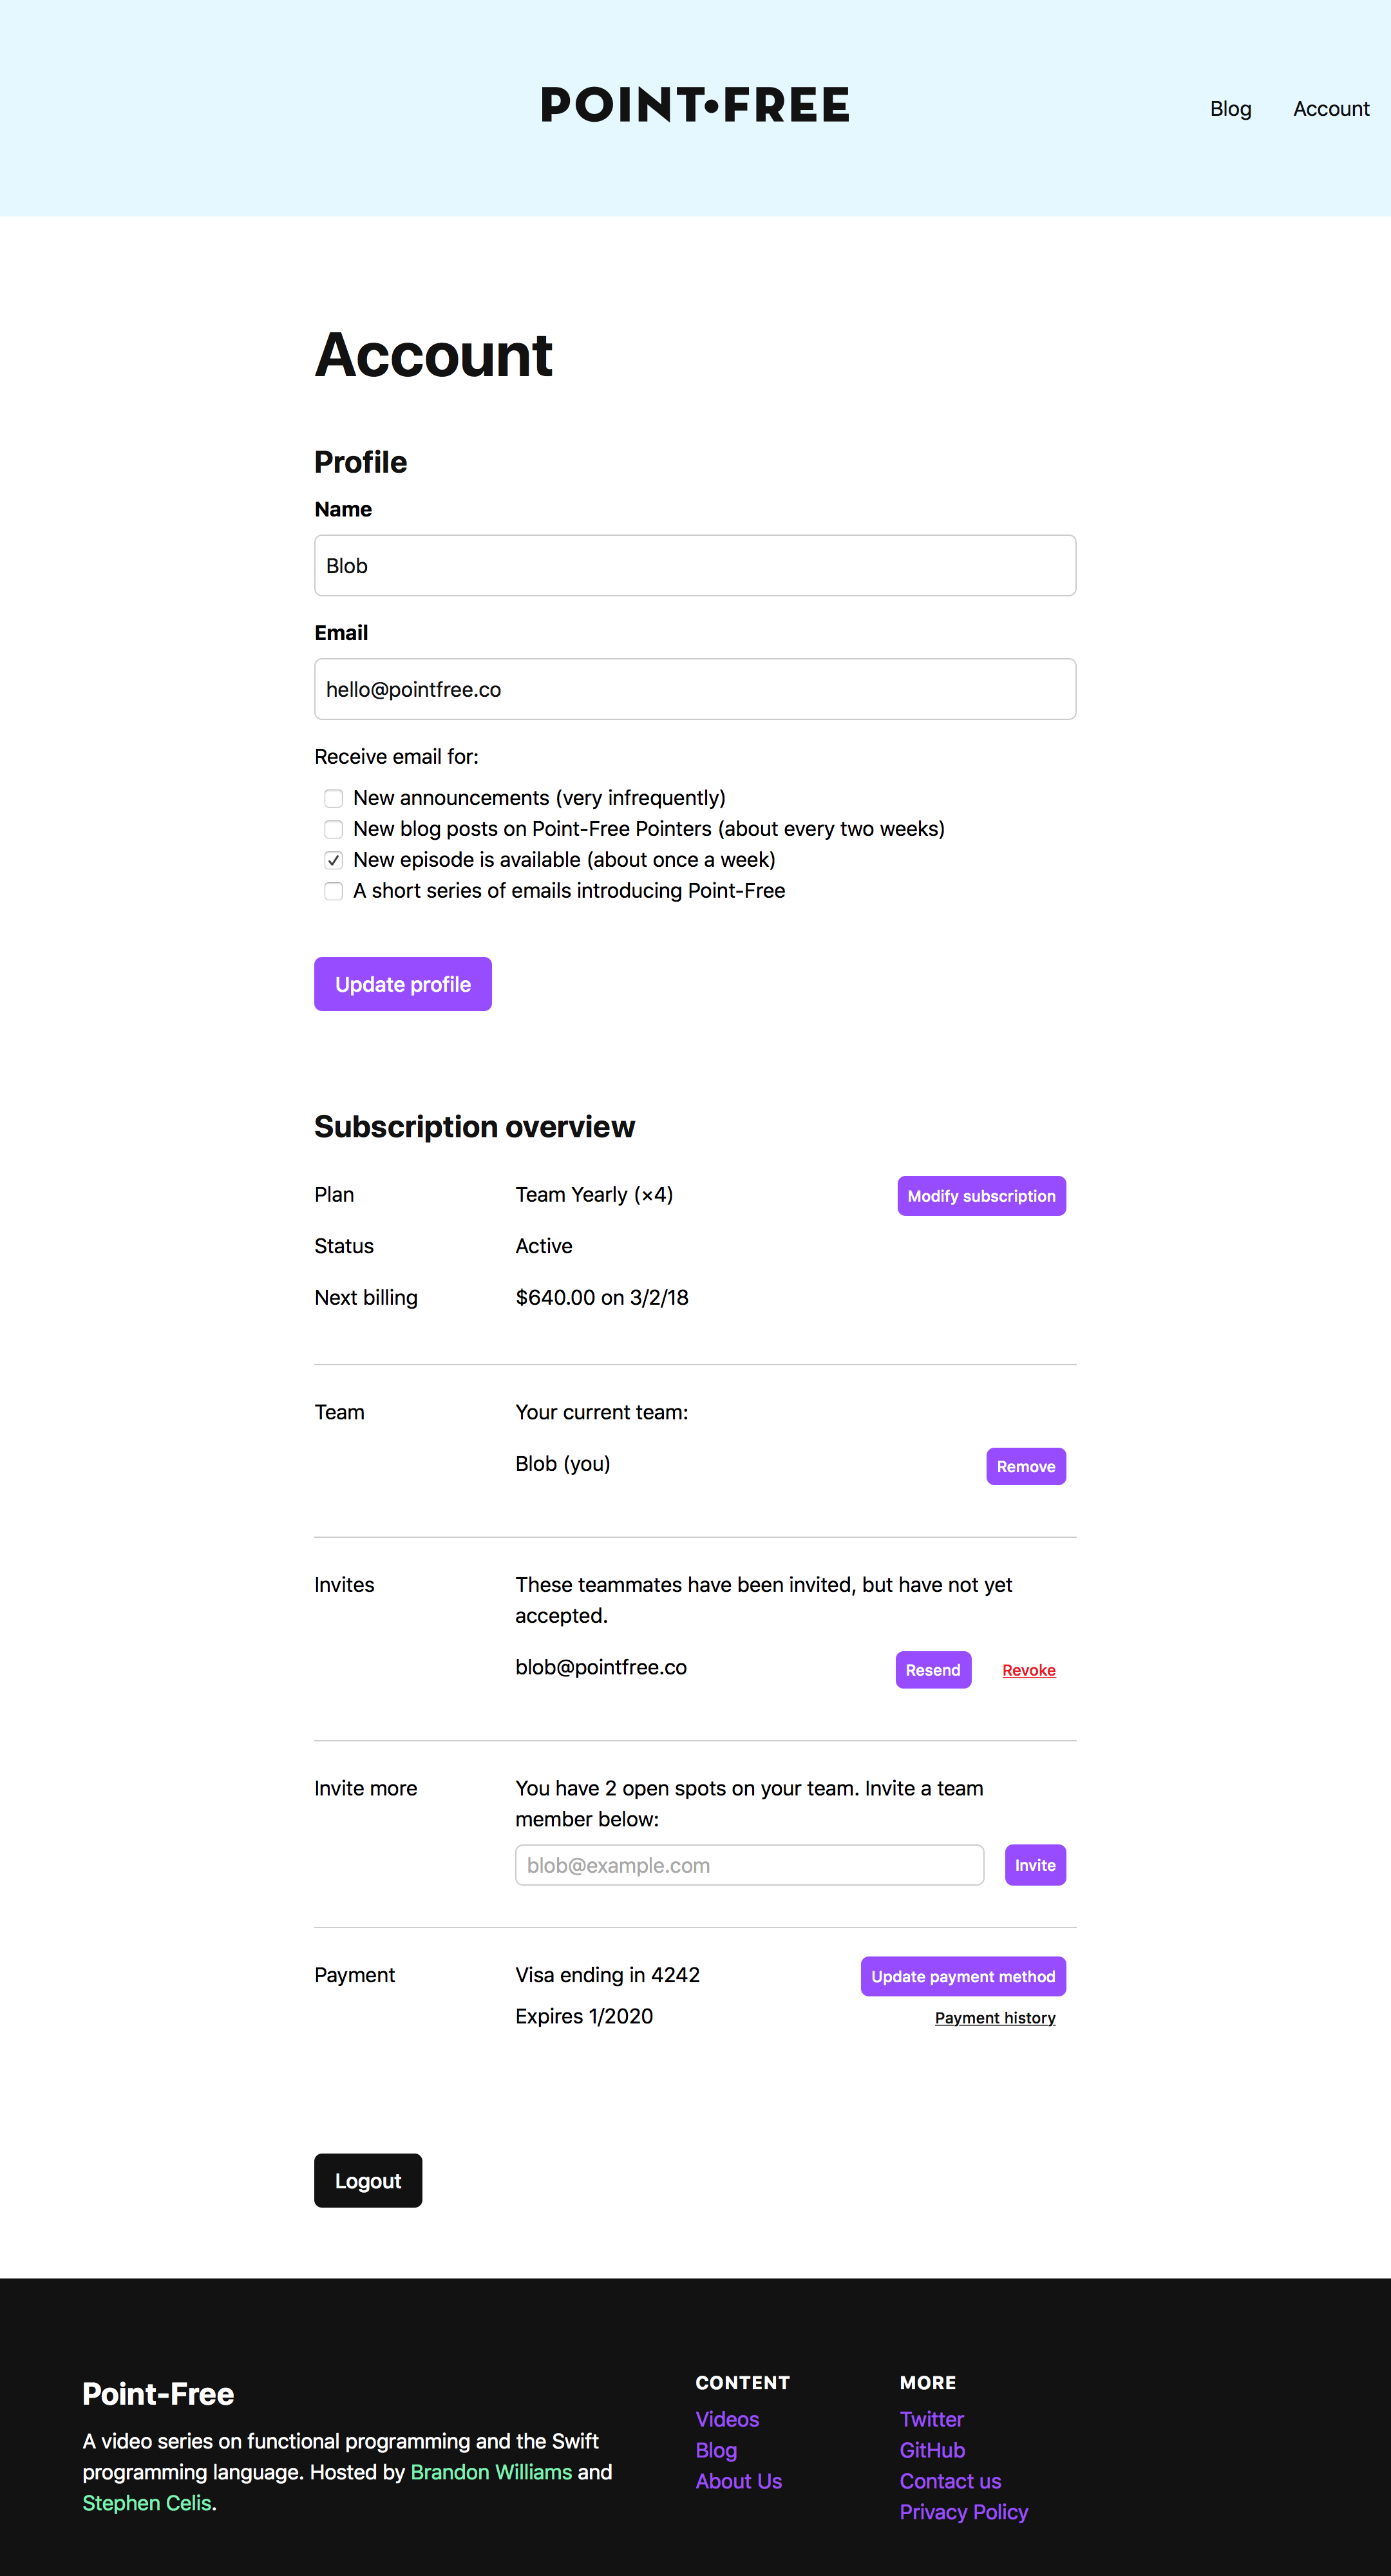 POINT•FREE
Blog
Account
Account
Profile
Name
Blob
Email
hello@pointfree.co
Receive email for:
New announcements (very infrequently)
New blog posts on Point-Free Pointers (about every two weeks)
New episode is available (about once a week)
A short series of emails introducing Point-Free
Update profile
Subscription overview
Plan
Team Yearly (×4)
Modify subscription
Status
Active
Next billing
$640.00 on 3/2/18
Team
Your current team:
Blob (you)
Remove
Invites
These teammates have been invited, but have not yet
accepted.
blob@pointfree.co
Resend
Revoke
Invite more
You have 2 open spots on your team. Invite a team
member below:
blob@example.com
Invite
Payment
Visa ending in 4242
Update payment method
Expires 1/2020
Payment history
Logout
Point-Free
A video series on functional programming and the Swift
programming language. Hosted by Brandon Williams and
Stephen Celis.
CONTENT
Videos
Blog
About Us
MORE
Twitter
GitHub
Contact us
Privacy Policy